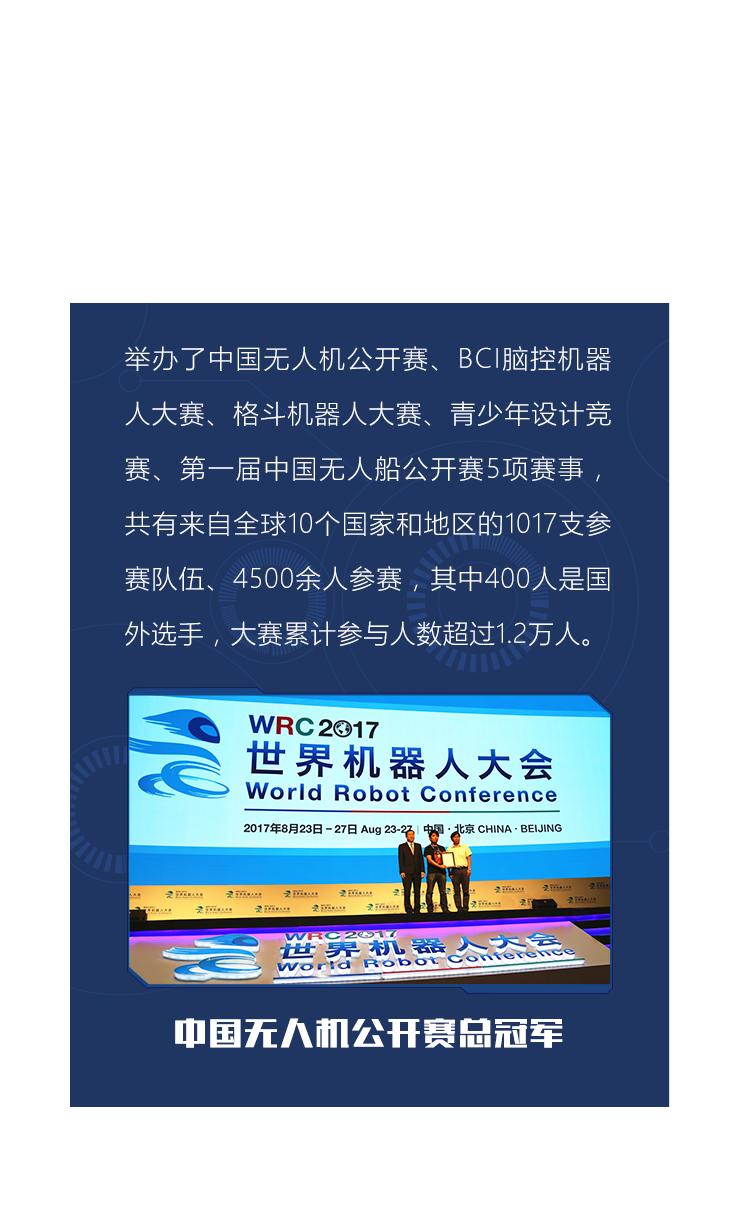 举办了中国无人机公开赛、BCI脑控机器
人大赛、格斗机器人大赛、青少年设计竞
赛、第一届中国无人船公开赛5项赛事，
共有来自全球10个国家和地区的1017支参
赛队伍、4500余人参赛，其中400人是国
外选手，大赛累计参与人数超过1.2万人。
WRC 2017
世界机器人大会
World Robot Conference
2017年8月23日－27日 Aug 23-27 中国·北京 CHINA·BEIJING
WRC 2017
世界机器人大会
World Robot Conference
中国无人机公开赛总冠军